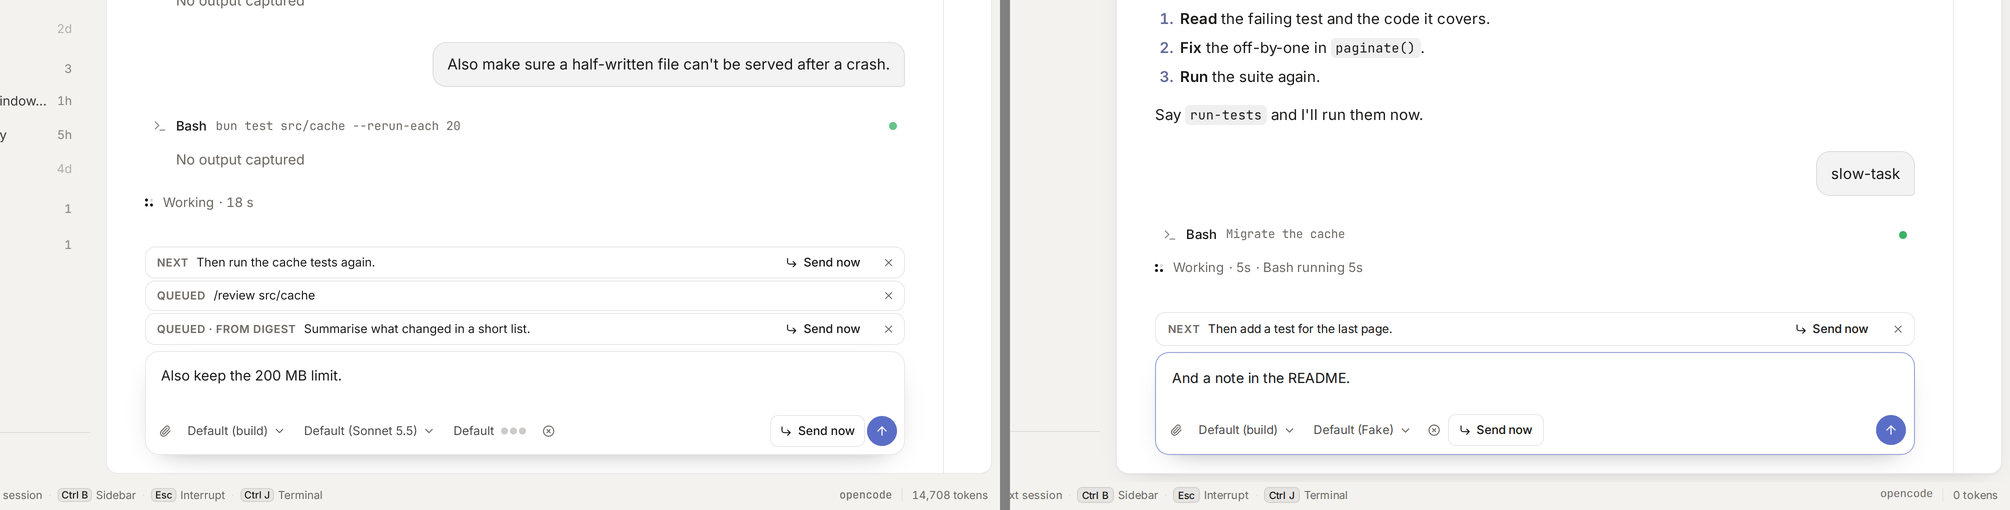 No output captured
2d
Also make sure a half-written file can't be served after a crash.
3
indow... 1h
Bash bun test src/cache --rerun-each 20
y 5h
No output captured
4d
Working · 18 s
1
1
NEXT Then run the cache tests again. Send now
QUEUED /review src/cache
QUEUED · FROM DIGEST Summarise what changed in a short list. Send now
Also keep the 200 MB limit.
Default (build) Default (Sonnet 5.5) Default Send now
session Ctrl B Sidebar Esc Interrupt Ctrl J Terminal opencode 14,708 tokens
1. Read the failing test and the code it covers.
2. Fix the off-by-one in paginate().
3. Run the suite again.
Say run-tests and I'll run them now.
slow-task
Bash Migrate the cache
Working · 5s · Bash running 5s
NEXT Then add a test for the last page. Send now
And a note in the README.
Default (build) Default (Fake) Send now
xt session Ctrl B Sidebar Esc Interrupt Ctrl J Terminal opencode 0 tokens